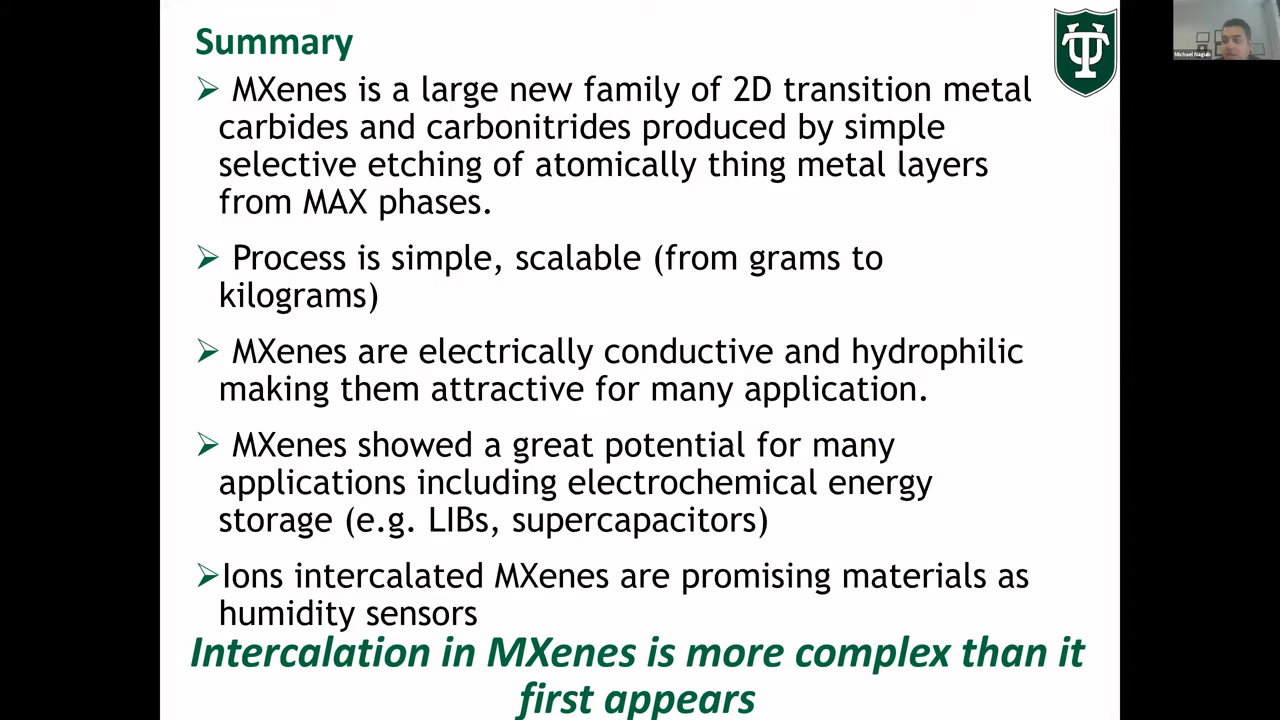 Summary
MXenes is a large new family of 2D transition metal
carbides and carbonitrides produced by simple
selective etching of atomically thing metal layers
from MAX phases.
Process is simple, scalable (from grams to
kilograms)
MXenes are electrically conductive and hydrophilic
making them attractive for many application.
MXenes showed a great potential for many
applications including electrochemical energy
storage (e.g. LIBs, supercapacitors)
Ions intercalated MXenes are promising materials as
humidity sensors
Intercalation in MXenes is more complex than it
first appears
Michael Naguib